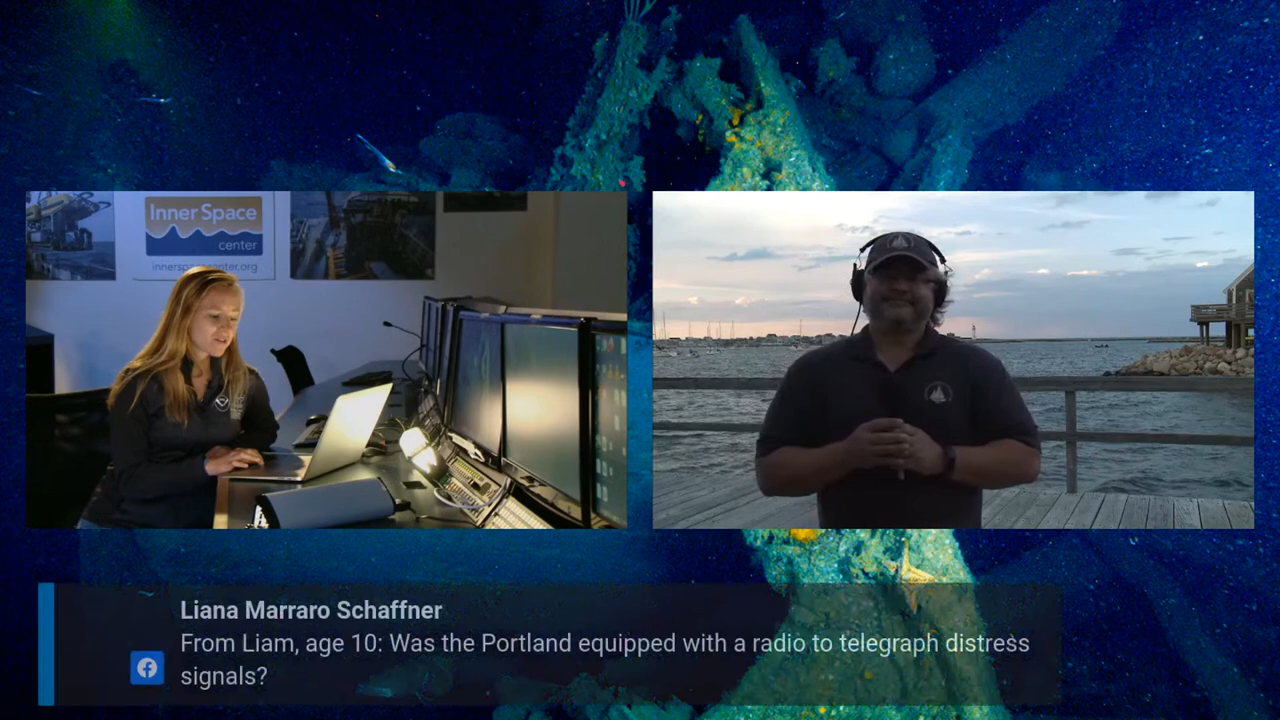 Inner Space
center
innerspacecenter.org
Liana Marraro Schaffner
From Liam, age 10: Was the Portland equipped with a radio to telegraph distress
signals?